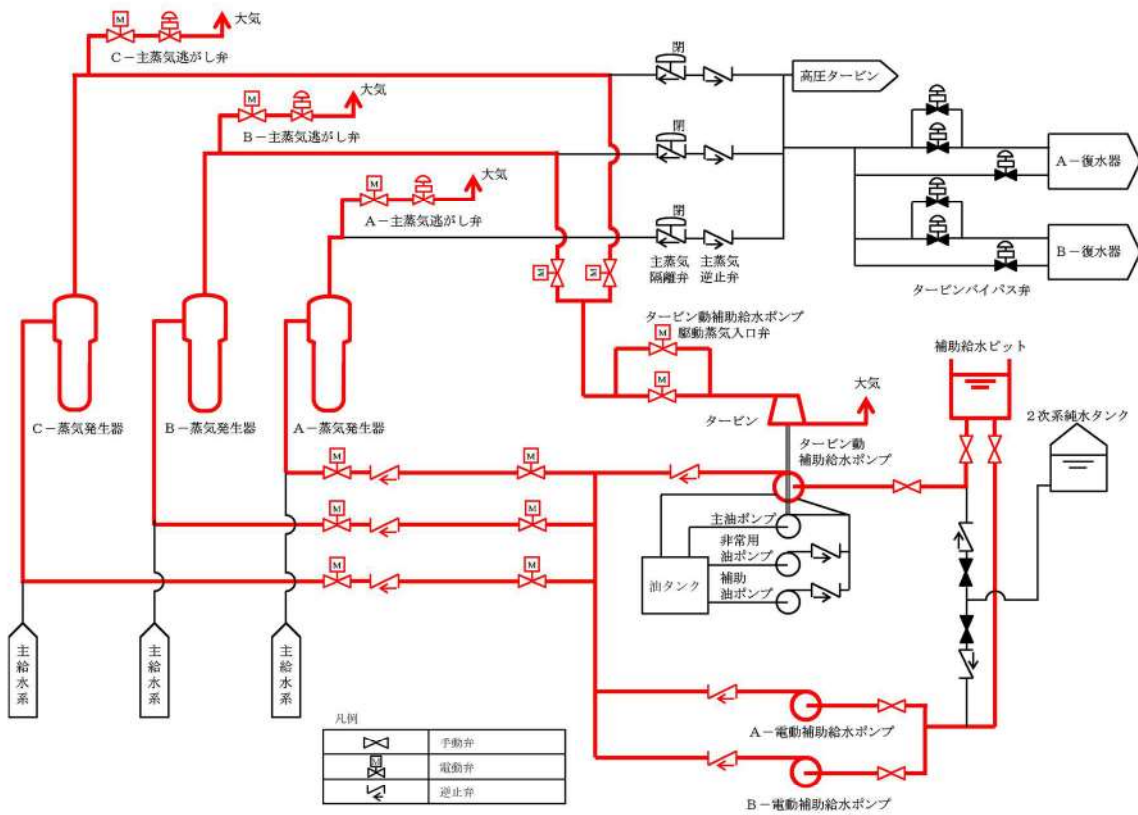 M
大気
C－主蒸気逃がし弁
閉
高圧タービン
M
大気
B－主蒸気逃がし弁
閉
A－復水器
M
大気
A－主蒸気逃がし弁
閉
B－復水器
主蒸気
隔離弁
主蒸気
逆止弁
M
M
タービンバイパス弁
タービン動補助給水ポンプ
駆動蒸気入口弁
M
M
補助給水ピット
大気
タービン
2次系純水タンク
C－蒸気発生器
B－蒸気発生器
A－蒸気発生器
タービン動
補助給水ポンプ
M
M
M
M
M
M
主油ポンプ
非常用
油ポンプ
補助
油ポンプ
油タンク
主給水系
主給水系
主給水系
A－電動補助給水ポンプ
B－電動補助給水ポンプ
凡例
手動弁
M
電動弁
逆止弁